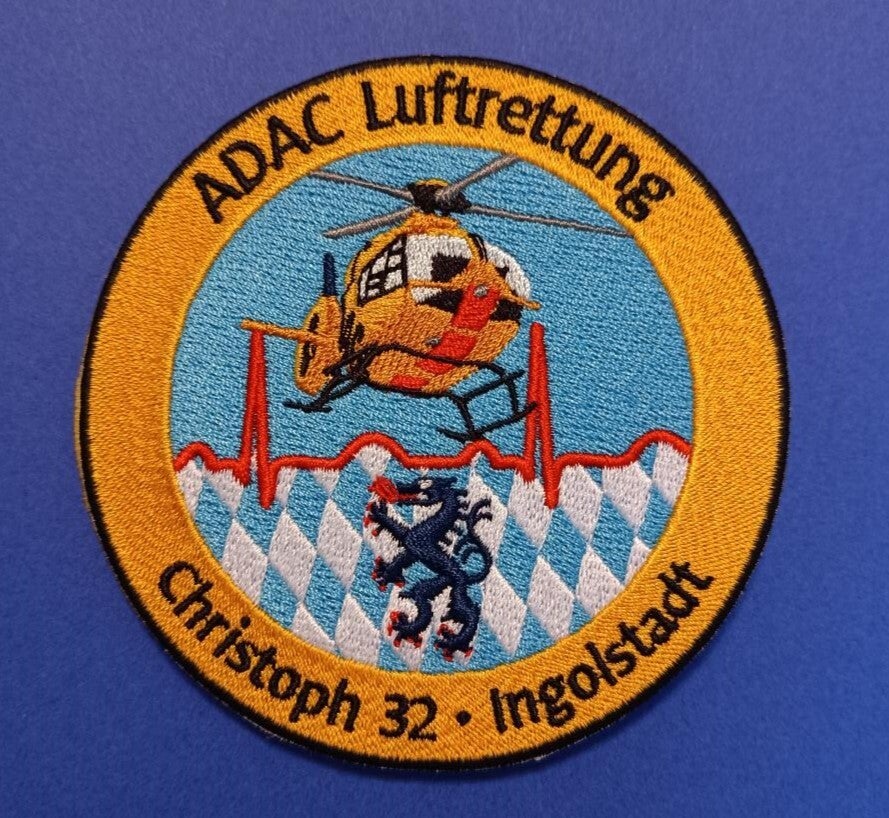 ADAC Luftrettung
Christoph 32 • Ingolstadt